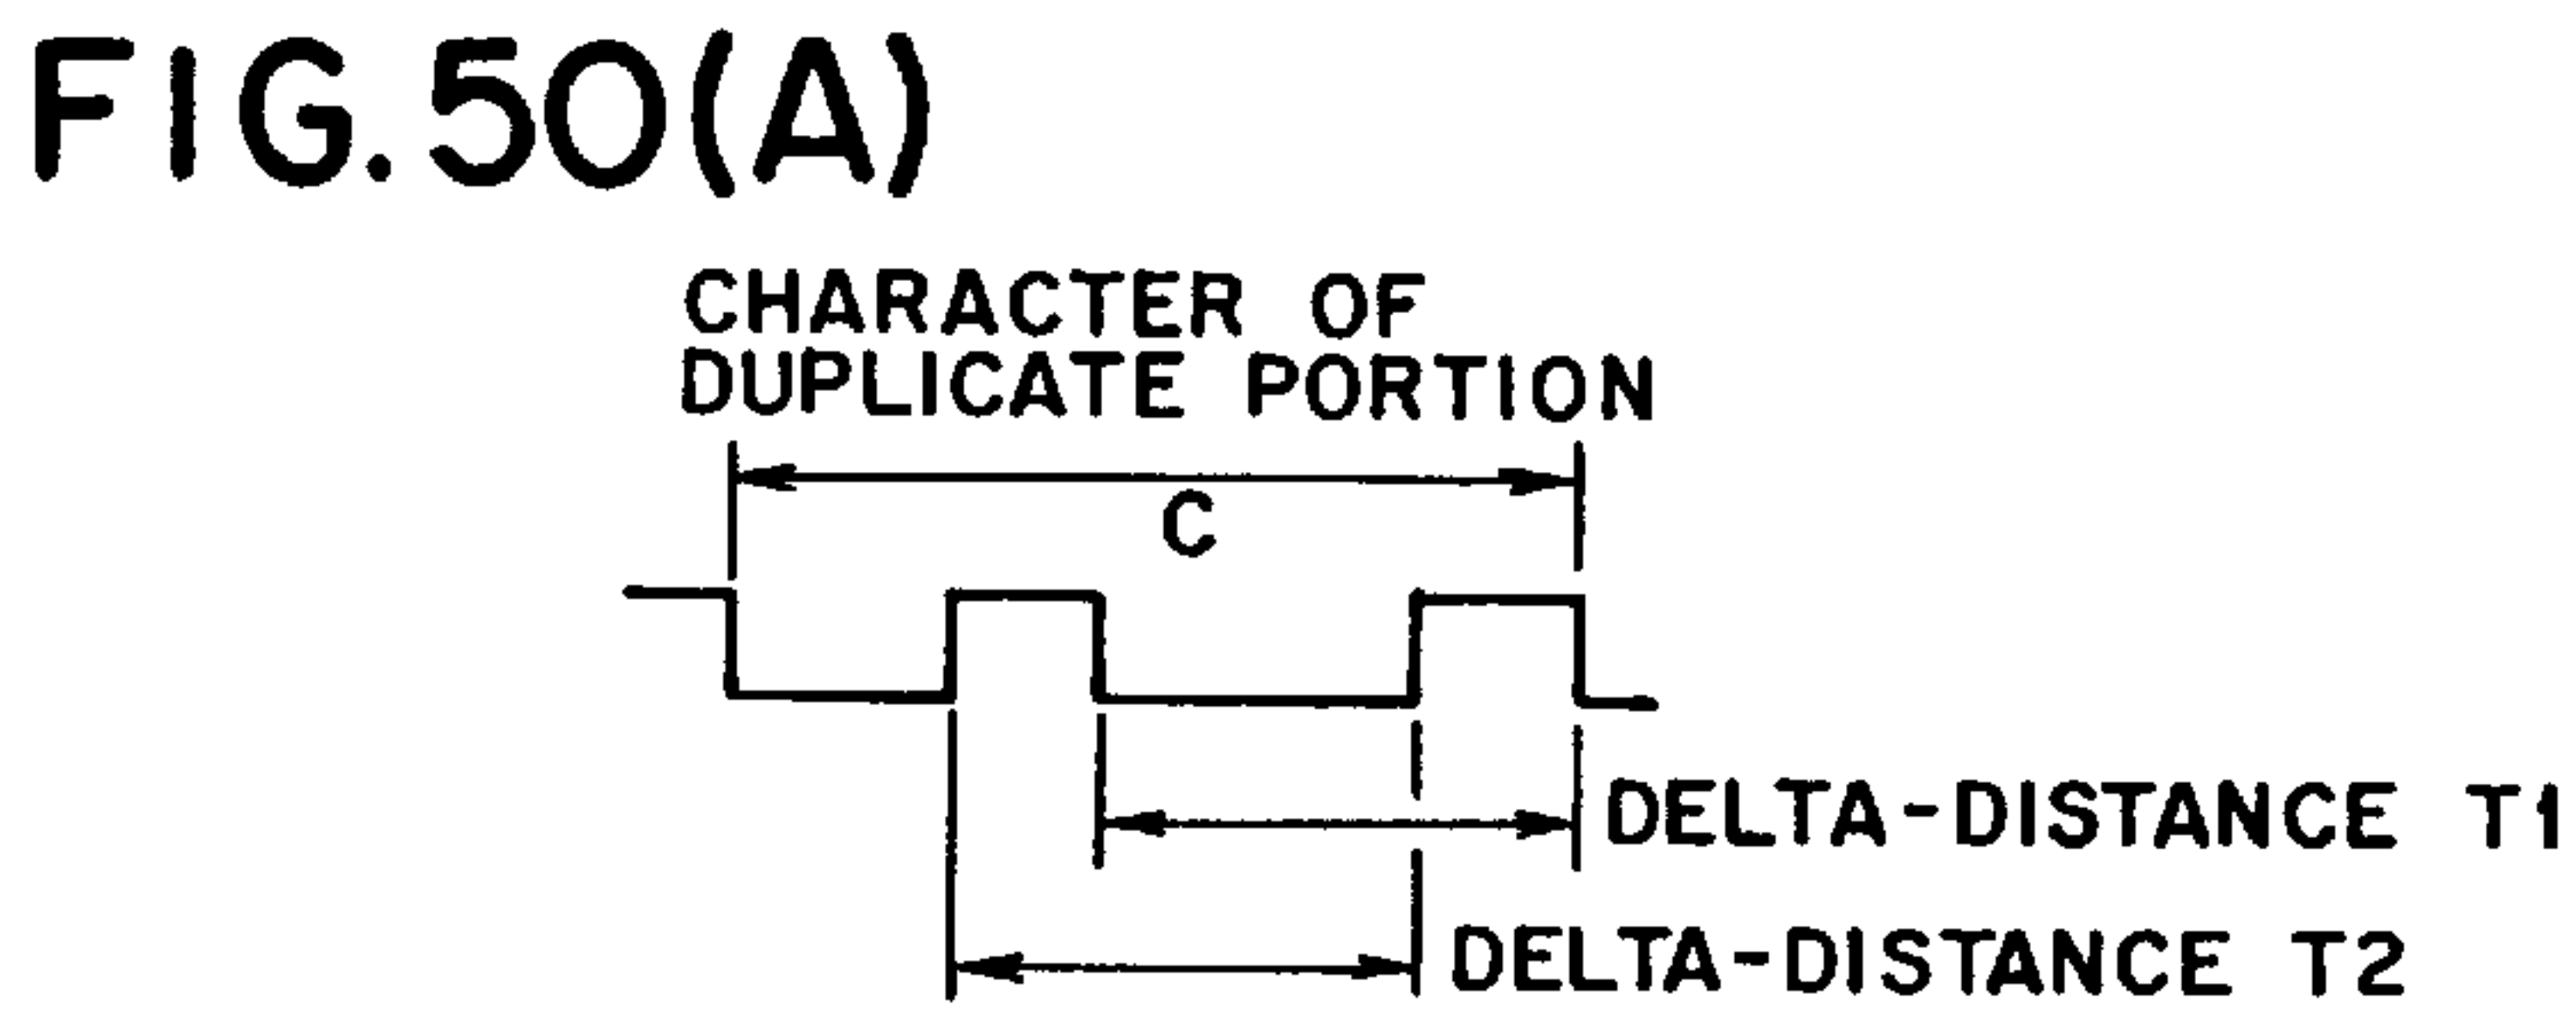 FIG.50(A)
CHARACTER OF
DUPLICATE PORTION
C
DELTA-DISTANCE T1
DELTA-DISTANCE T2